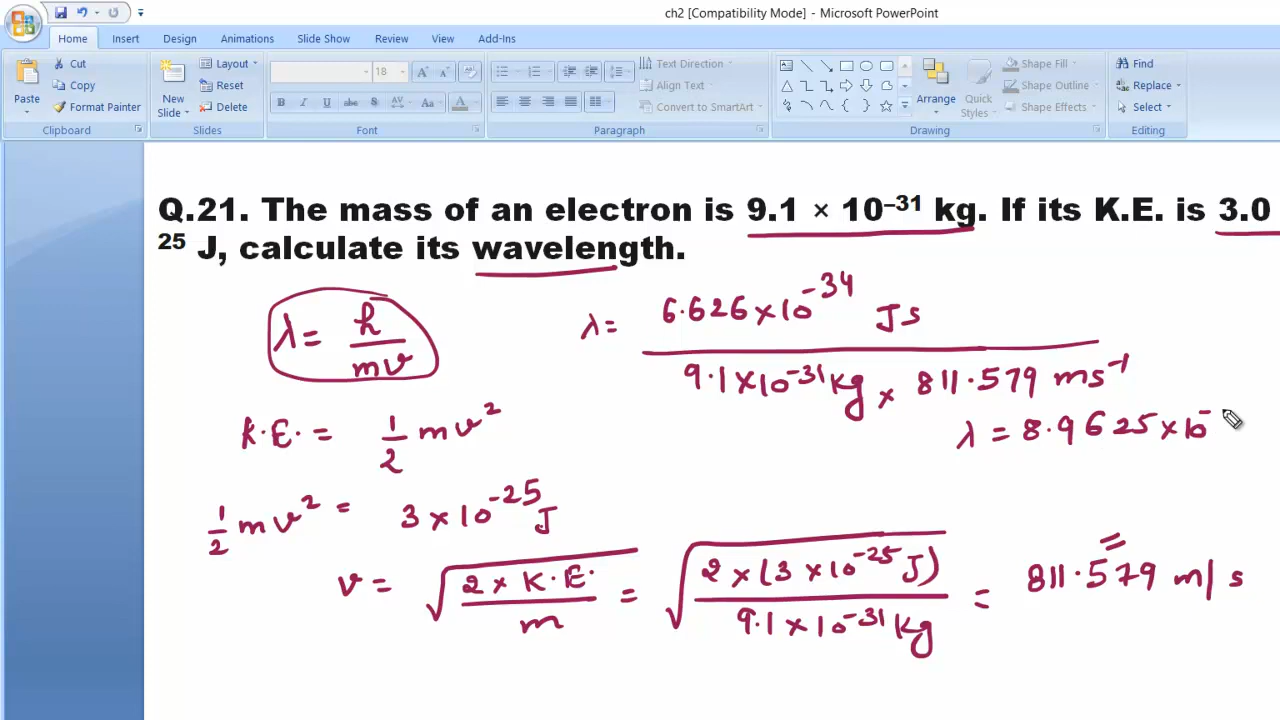 ch2 [Compatibility Mode] - Microsoft PowerPoint
Home Insert Design Animations Slide Show Review View Add-Ins
Paste Cut Copy Format Painter
New Slide Layout Reset Delete
18
B I U abc AV Aa A
Text Direction Align Text Convert to SmartArt
Arrange Quick Styles Shape Fill Shape Outline Shape Effects
Find Replace Select
Clipboard Slides Font Paragraph Drawing Editing
Q.21. The mass of an electron is 9.1 × 10⁻³¹ kg. If its K.E. is 3.0
²⁵ J, calculate its wavelength.
λ = h / mv
λ = 6.626 × 10⁻³⁴ Js / 9.1 × 10⁻³¹ kg × 811.579 ms⁻¹
λ = 8.9625 × 10⁻
K.E. = 1/2 mv²
1/2 mv² = 3 × 10⁻²⁵ J
v = √(2 × K.E. / m) = √(2 × (3 × 10⁻²⁵ J) / 9.1 × 10⁻³¹ kg) = 811.579 m/s